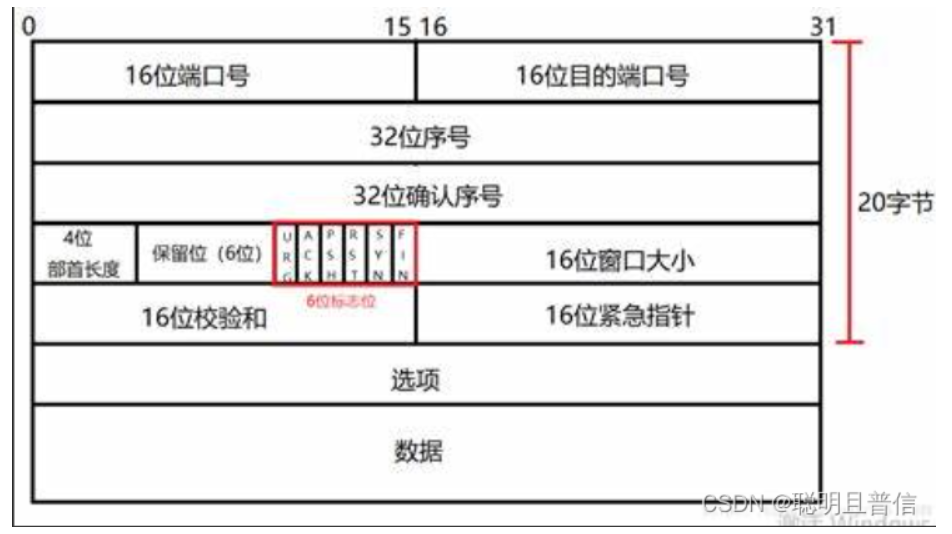 0 15 16 31
16位端口号 16位目的端口号
32位序号
32位确认序号
20字节
4位
部首长度
保留位（6位）
URG ACK PSH RST SYN FIN
16位窗口大小
6位标志位
16位校验和 16位紧急指针
选项
数据
CSDN @聪明且普信
激活 Windows